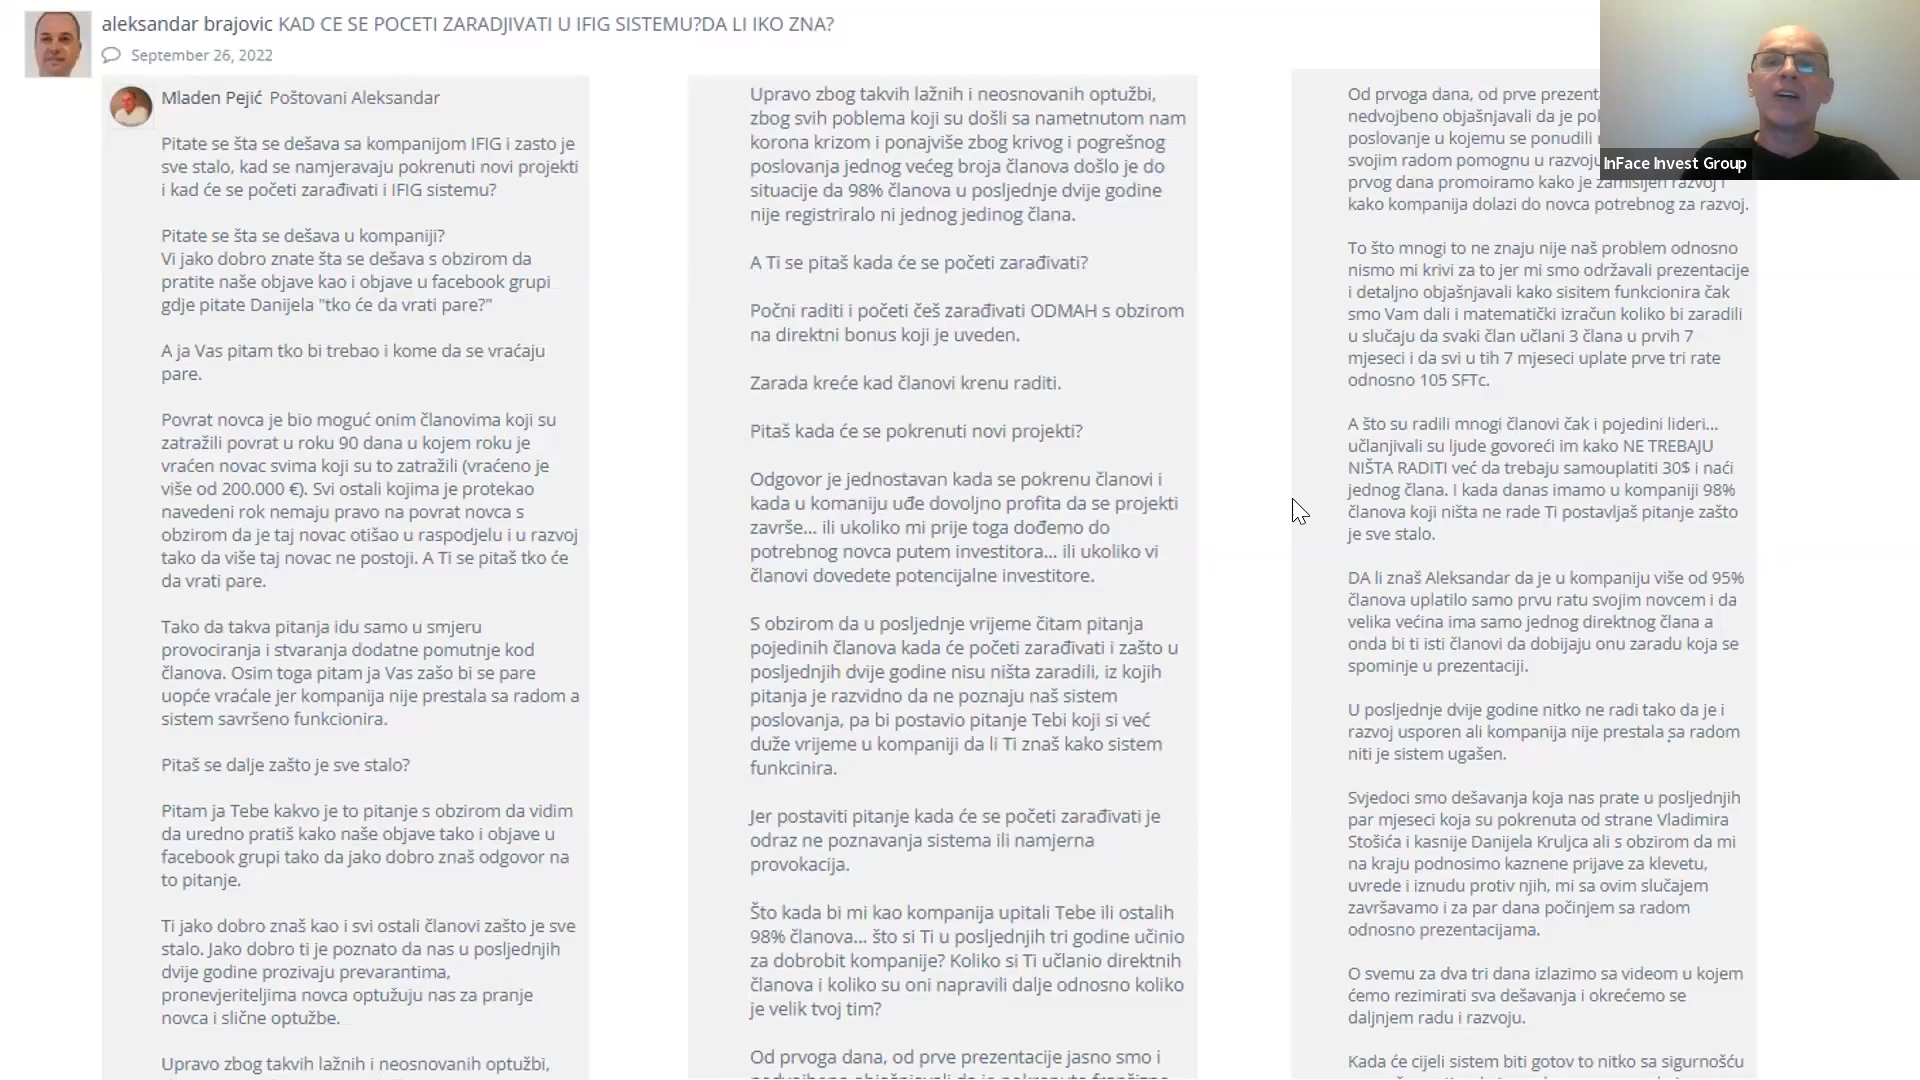 aleksandar brajovic KAD CE SE POCETI ZARADJIVATI U IFIG SISTEMU?DA LI IKO ZNA?
September 26, 2022
Mladen Pejić Poštovani Aleksandar
Pitate se šta se dešava sa kompanijom IFIG i zasto je
sve stalo, kad se namjeravaju pokrenuti novi projekti
i kad će se početi zarađivati i IFIG sistemu?
Pitate se šta se dešava u kompaniji?
Vi jako dobro znate šta se dešava s obzirom da
pratite naše objave kao i objave u facebook grupi
gdje pitate Danijela "tko će da vrati pare?"
A ja Vas pitam tko bi trebao i kome da se vraćaju
pare.
Povrat novca je bio moguć onim članovima koji su
zatražili povrat u roku 90 dana u kojem roku je
vraćen novac svima koji su to zatražili (vraćeno je
više od 200.000 €). Svi ostali kojima je protekao
navedeni rok nemaju pravo na povrat novca s
obzirom da je taj novac otišao u raspodjelu i u razvoj
tako da više taj novac ne postoji. A Ti se pitaš tko će
da vrati pare.
Tako da takva pitanja idu samo u smjeru
provociranja i stvaranja dodatne pomutnje kod
članova. Osim toga pitam ja Vas zašo bi se pare
uopće vraćale jer kompanija nije prestala sa radom a
sistem savršeno funkcionira.
Pitaš se dalje zašto je sve stalo?
Pitam ja Tebe kakvo je to pitanje s obzirom da vidim
da uredno pratiš kako naše objave tako i objave u
facebook grupi tako da jako dobro znaš odgovor na
to pitanje.
Ti jako dobro znaš kao i svi ostali članovi zašto je sve
stalo. Jako dobro ti je poznato da nas u posljednjih
dvije godine prozivaju prevarantima,
pronevjeriteljima novca optužuju nas za pranje
novca i slične optužbe.
Upravo zbog takvih lažnih i neosnovanih optužbi,
Upravo zbog takvih lažnih i neosnovanih optužbi,
zbog svih poblema koji su došli sa nametnutom nam
korona krizom i ponajviše zbog krivog i pogrešnog
poslovanja jednog većeg broja članova došlo je do
situacije da 98% članova u posljednje dvije godine
nije registriralo ni jednog jedinog člana.
A Ti se pitaš kada će se početi zarađivati?
Počni raditi i početi češ zarađivati ODMAH s obzirom
na direktni bonus koji je uveden.
Zarada kreće kad članovi krenu raditi.
Pitaš kada će se pokrenuti novi projekti?
Odgovor je jednostavan kada se pokrenu članovi i
kada u komaniju uđe dovoljno profita da se projekti
završe... ili ukoliko mi prije toga dođemo do
potrebnog novca putem investitora... ili ukoliko vi
članovi dovedete potencijalne investitore.
S obzirom da u posljednje vrijeme čitam pitanja
pojedinih članova kada će početi zarađivati i zašto u
posljednjih dvije godine nisu ništa zaradili, iz kojih
pitanja je razvidno da ne poznaju naš sistem
poslovanja, pa bi postavio pitanje Tebi koji si već
duže vrijeme u kompaniji da li Ti znaš kako sistem
funkcinira.
Jer postaviti pitanje kada će se početi zarađivati je
odraz ne poznavanja sistema ili namjerna
provokacija.
Što kada bi mi kao kompanija upitali Tebe ili ostalih
98% članova... što si Ti u posljednjih tri godine učinio
za dobrobit kompanije? Koliko si Ti učlanio direktnih
članova i koliko su oni napravili dalje odnosno koliko
je velik tvoj tim?
Od prvoga dana, od prve prezentacije jasno smo i
Od prvoga dana, od prve
nedvojbeno objašnjavali da je
poslovanje u kojemu se ponudili
svojim radom pomognu u razvoju
prvog dana promoiramo kako je zamisljen razvoj i
kako kompanija dolazi do novca potrebnog za razvoj.
To što mnogi to ne znaju nije naš problem odnosno
nismo mi krivi za to jer mi smo održavali prezentacije
i detaljno objašnjavali kako sisitem funkcionira čak
smo Vam dali i matematički izračun koliko bi zaradili
u slučaju da svaki član učlani 3 člana u prvih 7
mjeseci i da svi u tih 7 mjeseci uplate prve tri rate
odnosno 105 SFTc.
A što su radili mnogi članovi čak i pojedini lideri...
učlanjivali su ljude govoreći im kako NE TREBAJU
NIŠTA RADITI već da trebaju samouplatiti 30$ i naći
jednog člana. I kada danas imamo u kompaniji 98%
članova koji ništa ne rade Ti postavljaš pitanje zašto
je sve stalo.
DA li znaš Aleksandar da je u kompaniju više od 95%
članova uplatilo samo prvu ratu svojim novcem i da
velika većina ima samo jednog direktnog člana a
onda bi ti isti članovi da dobijaju onu zaradu koja se
spominje u prezentaciji.
U posljednje dvije godine nitko ne radi tako da je i
razvoj usporen ali kompanija nije prestala sa radom
niti je sistem ugašen.
Svjedoci smo dešavanja koja nas prate u posljednjih
par mjeseci koja su pokrenuta od strane Vladimira
Stošića i kasnije Danijela Kruljca ali s obzirom da mi
na kraju podnosimo kaznene prijave za klevetu,
uvrede i iznudu protiv njih, mi sa ovim slučajem
završavamo i za par dana počinjem sa radom
odnosno prezentacijama.
O svemu za dva tri dana izlazimo sa videom u kojem
ćemo rezimirati sva dešavanja i okrećemo se
daljnjem radu i razvoju.
Kada će cijeli sistem biti gotov to nitko sa sigurnošću
InFace Invest Group